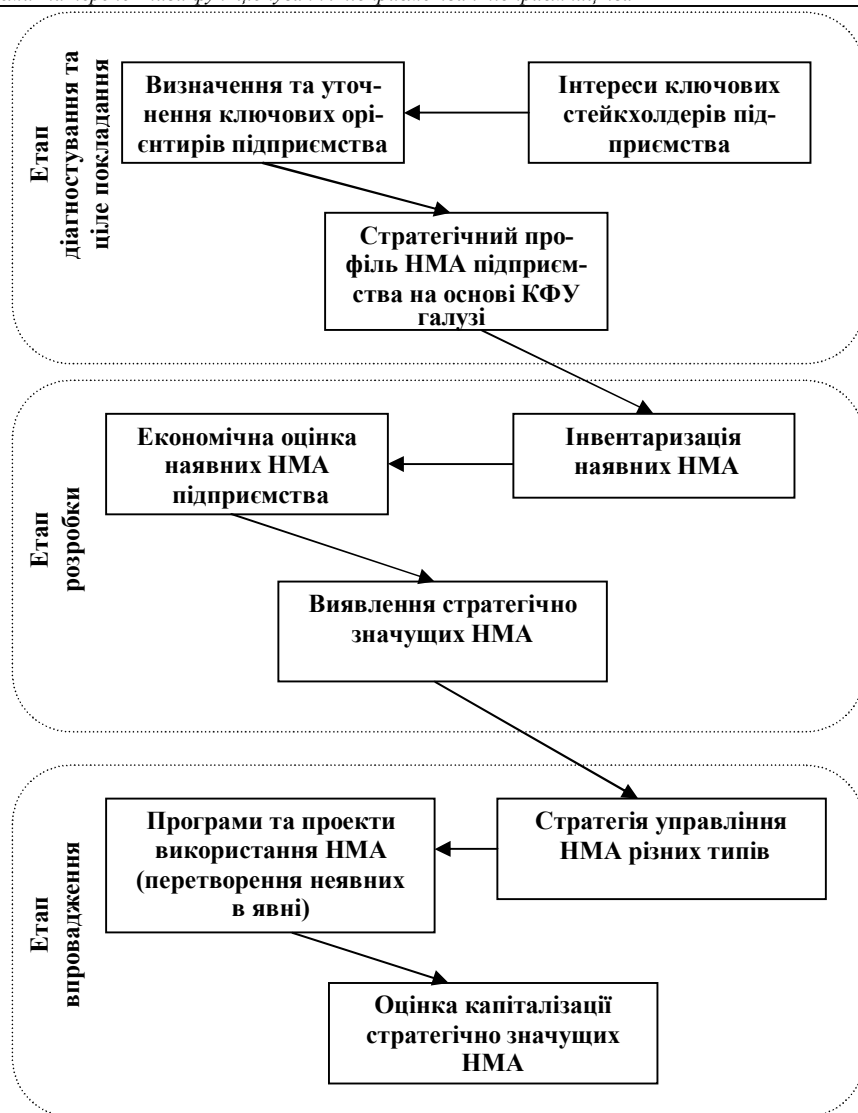 Етап
діагностування та
ціле покладання
Визначення та уточ-
нення ключових орі-
єнтирів підприємства
Інтереси ключових
стейкхолдерів під-
приємства
Стратегічний про-
філь НМА підприєм-
ства на основі КФУ
галузі
Етап
розробки
Економічна оцінка
наявних НМА
підприємства
Інвентаризація
наявних НМА
Виявлення стратегічно
значущих НМА
Етап
впровадження
Програми та проекти
використання НМА
(перетворення неявних
в явні)
Стратегія управління
НМА різних типів
Оцінка капіталізації
стратегічно значущих
НМА